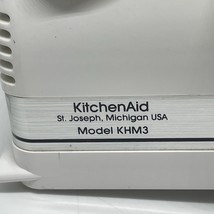 KitchenAid
St. Joseph, Michigan USA
Model KHM3